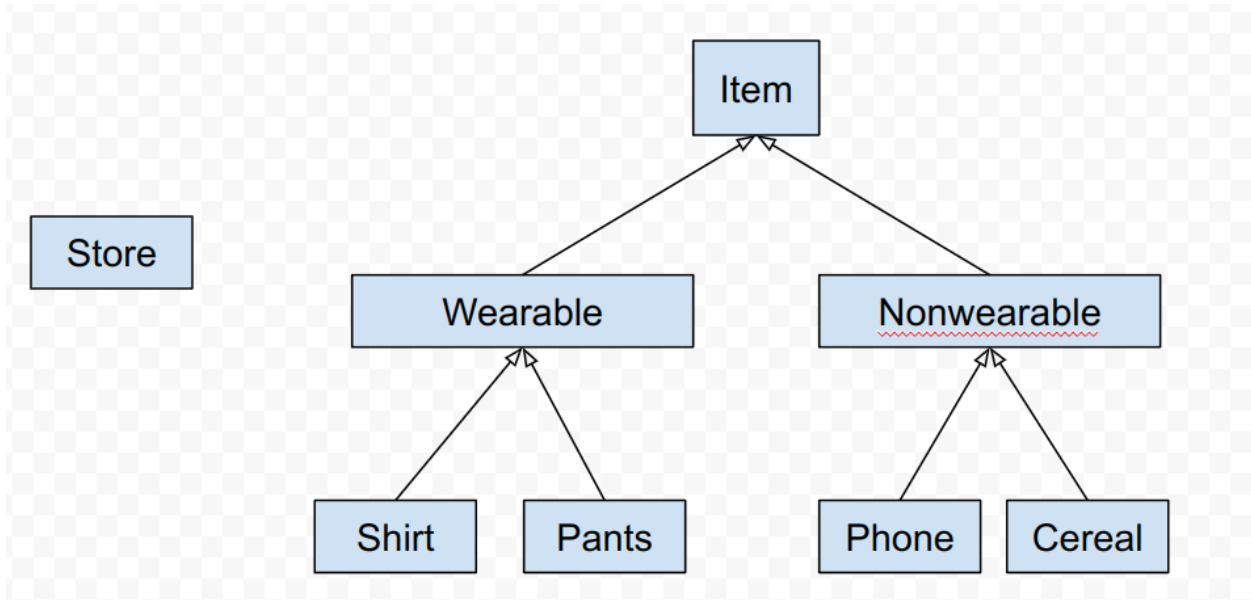 Item
Store
Wearable
Nonwearable
Shirt
Pants
Phone
Cereal